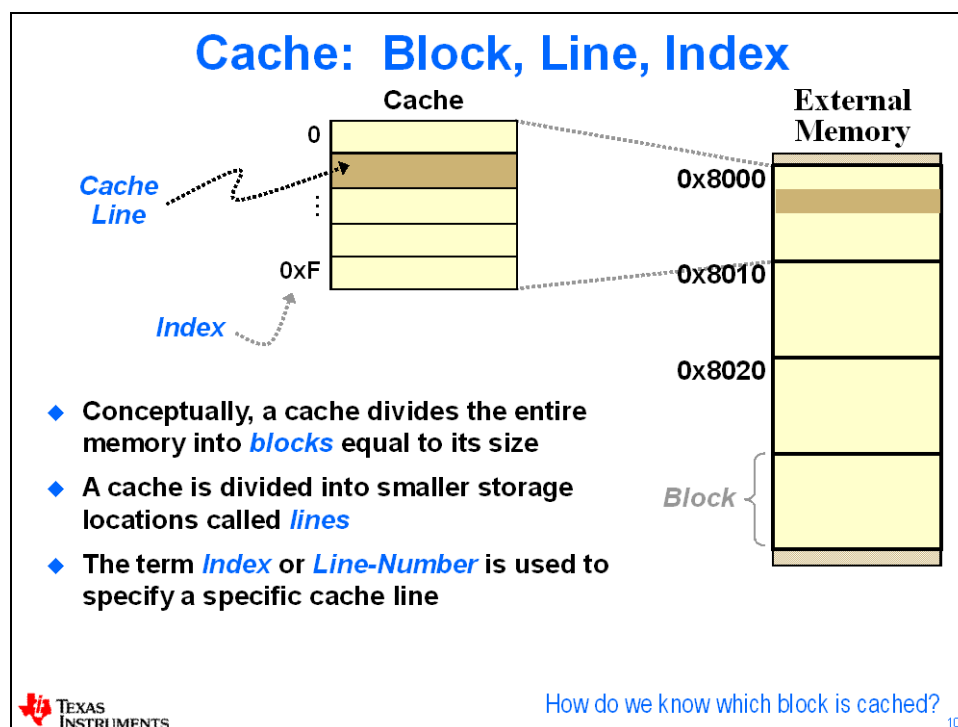 Cache: Block, Line, Index
Cache
External
Memory
0
0x8000
Cache
Line
⋮
0xF
0x8010
Index
0x8020
◆ Conceptually, a cache divides the entire
memory into blocks equal to its size
◆ A cache is divided into smaller storage
locations called lines
Block
◆ The term Index or Line-Number is used to
specify a specific cache line
TEXAS
INSTRUMENTS
How do we know which block is cached?